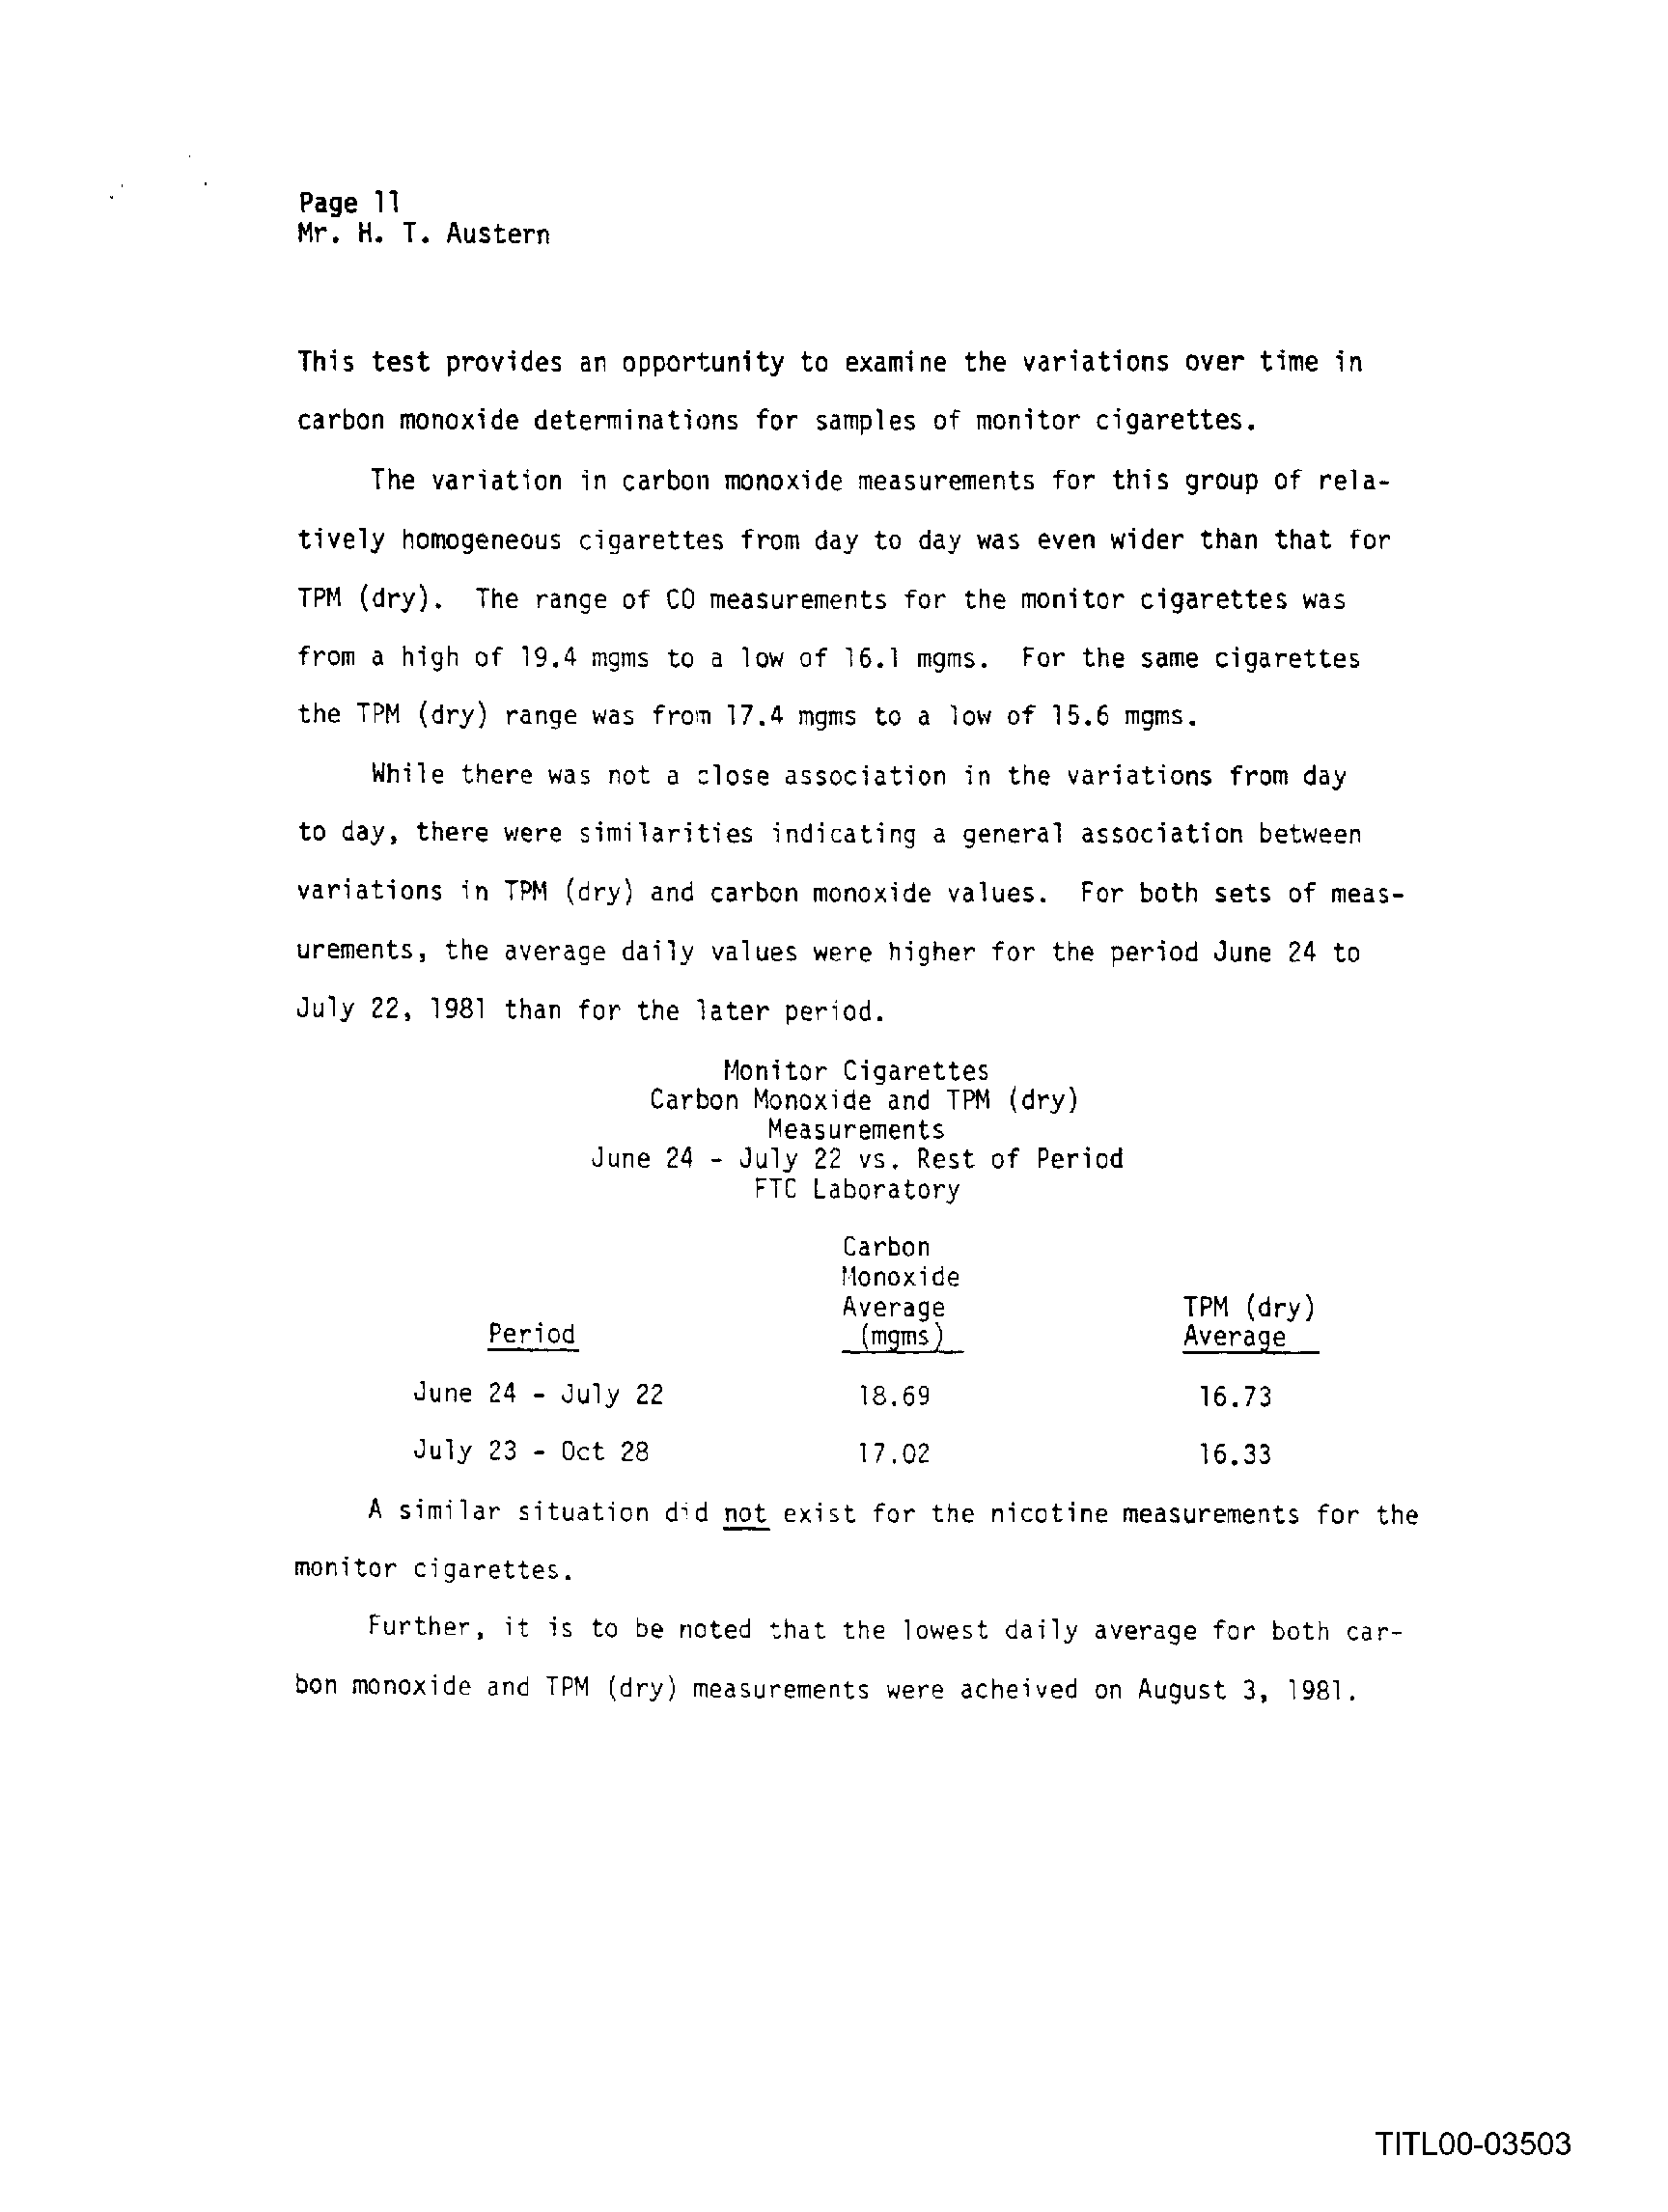 Page 11
Mr. H. T. Austern
This test provides an opportunity to examine the variations over time in
carbon monoxide determinations for samples of monitor cigarettes.
The variation in carbon monoxide measurements for this group of rela-
tively homogeneous cigarettes from day to day was even wider than that for
TPM (dry). The range of CO measurements for the monitor cigarettes was
from a high of 19.4 mgms to a low of 16.1 mgms. For the same cigarettes
the TPM (dry) range was from 17.4 mgms to a low of 15.6 mgms.
While there was not a close association in the variations from day
to day, there were similarities indicating a general association between
variations in TPM (dry) and carbon monoxide values. For both sets of meas-
urements, the average daily values were higher for the period June 24 to
July 22, 1981 than for the later period.
Monitor Cigarettes
Carbon Monoxide and TPM (dry)
Measurements
June 24 - July 22 vs. Rest of Period
FTC Laboratory
Carbon
Monoxide
Average TPM (dry)
Period (mgms) Average
June 24 - July 22 18.69 16.73
July 23 - Oct 28 17.02 16.33
A similar situation did not exist for the nicotine measurements for the
monitor cigarettes.
Further, it is to be noted that the lowest daily average for both car-
bon monoxide and TPM (dry) measurements were acheived on August 3, 1981.
TITL00-03503